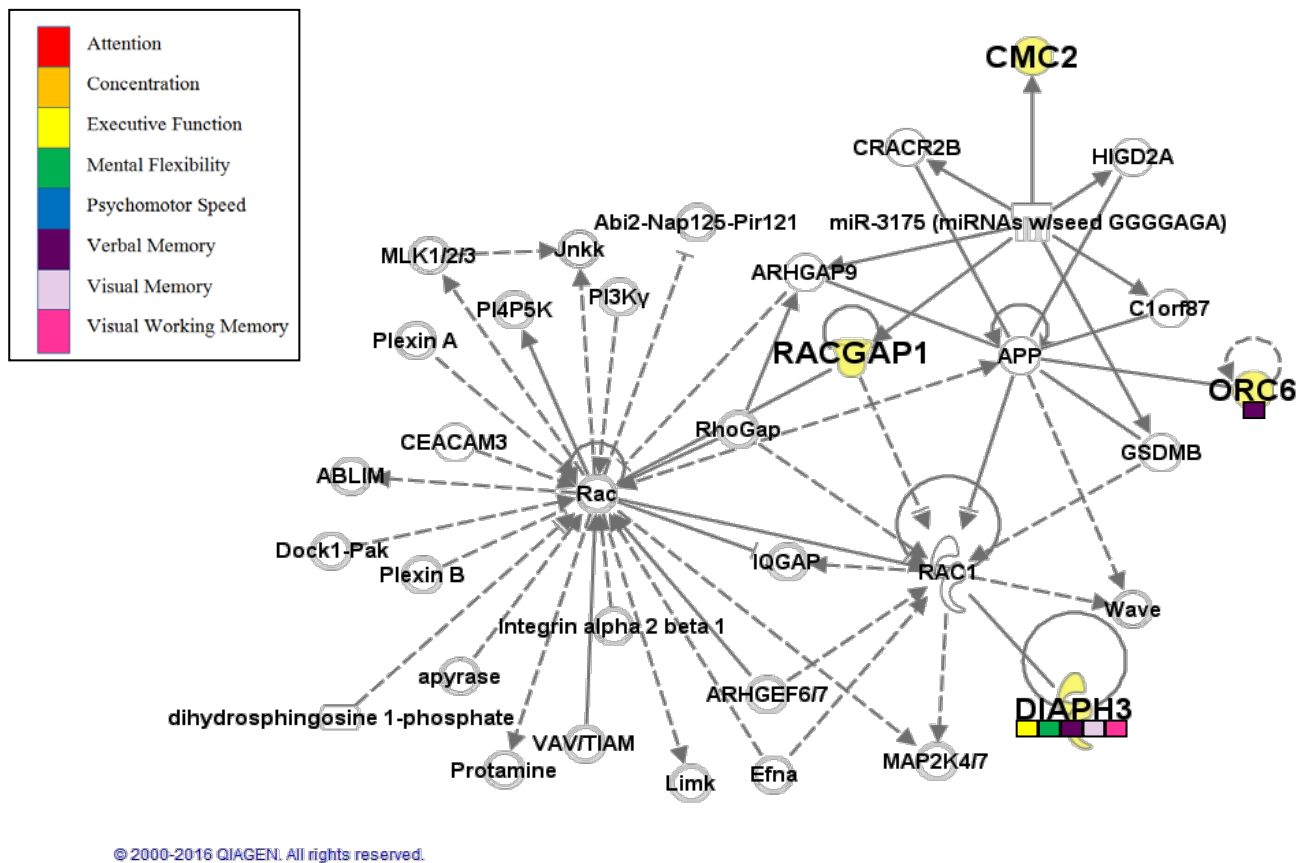 Attention
Concentration
Executive Function
Mental Flexibility
Psychomotor Speed
Verbal Memory
Visual Memory
Visual Working Memory
CMC2
CRACR2B
HIGD2A
Abi2-Nap125-Pir121
miR-3175 (miRNAs w/seed GGGGAGA)
MLK1/2/3
Jnkk
ARHGAP9
PI4P5K
PI3Kγ
C1orf87
Plexin A
RACGAP1
APP
ORC6
RhoGap
CEACAM3
GSDMB
ABLIM
Rac
Dock1-Pak
IQGAP
RAC1
Plexin B
Wave
Integrin alpha 2 beta 1
apyrase
ARHGEF6/7
DIAPH3
dihydrosphingosine 1-phosphate
VAV/TIAM
MAP2K4/7
Protamine
Limk
Efna
© 2000-2016 QIAGEN. All rights reserved.